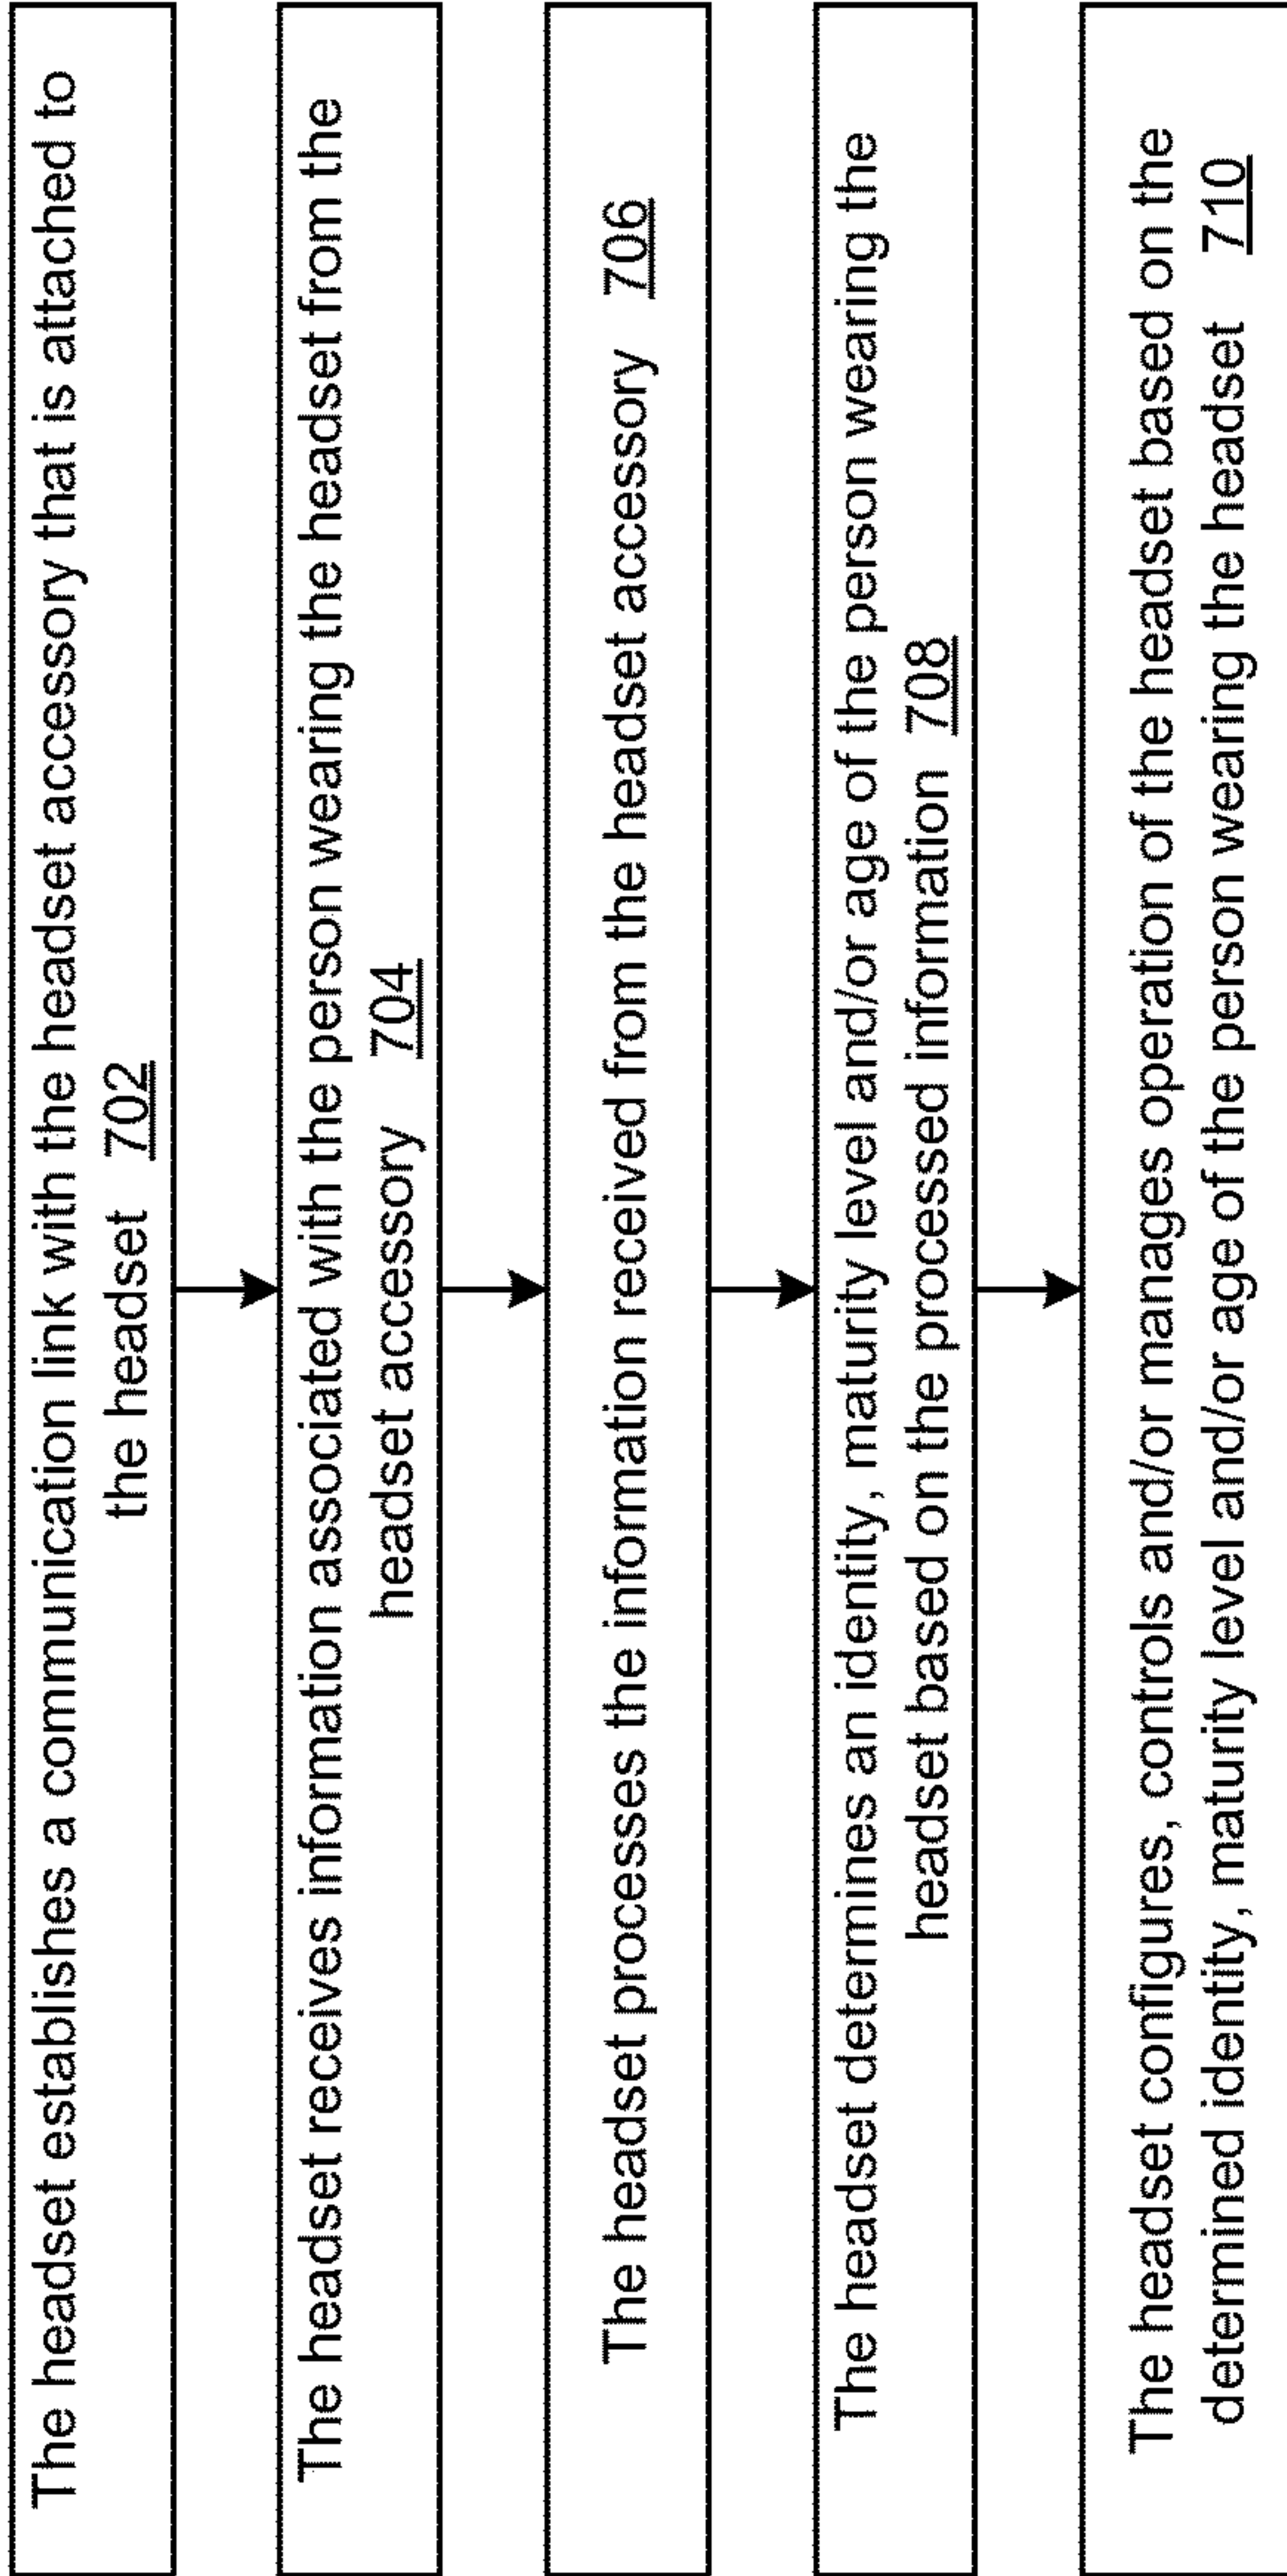 The headset establishes a communication link with the headset accessory that is attached to
the headset 702
The headset receives information associated with the person wearing the headset from the
headset accessory 704
The headset processes the information received from the headset accessory 706
The headset determines an identity, maturity level and/or age of the person wearing the
headset based on the processed information 708
The headset configures, controls and/or manages operation of the headset based on the
determined identity, maturity level and/or age of the person wearing the headset 710